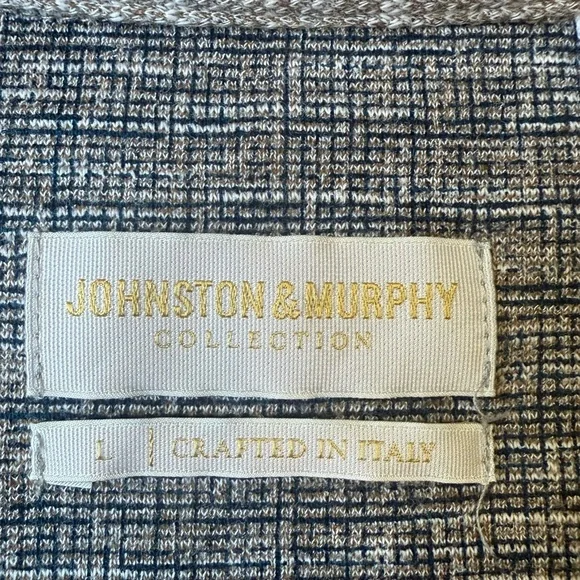 JOHNSTON & MURPHY
COLLECTION
L | CRAFTED IN ITALY